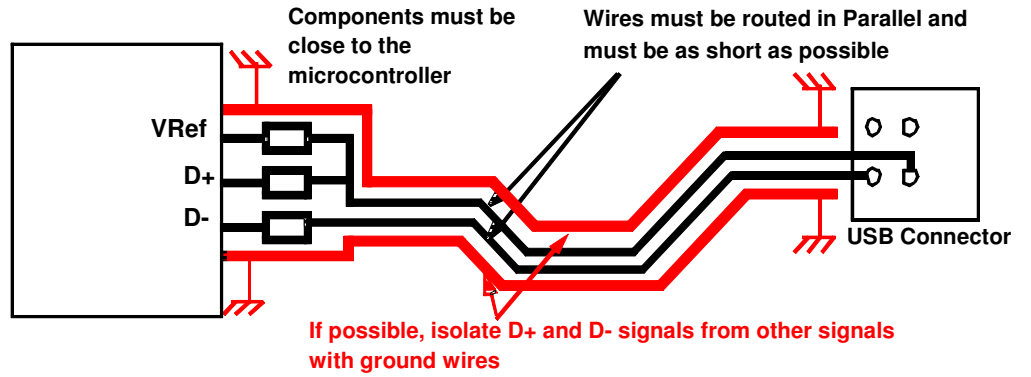 Components must be
close to the
microcontroller
Wires must be routed in Parallel and
must be as short as possible
VRef
D+
D-
USB Connector
If possible, isolate D+ and D- signals from other signals
with ground wires